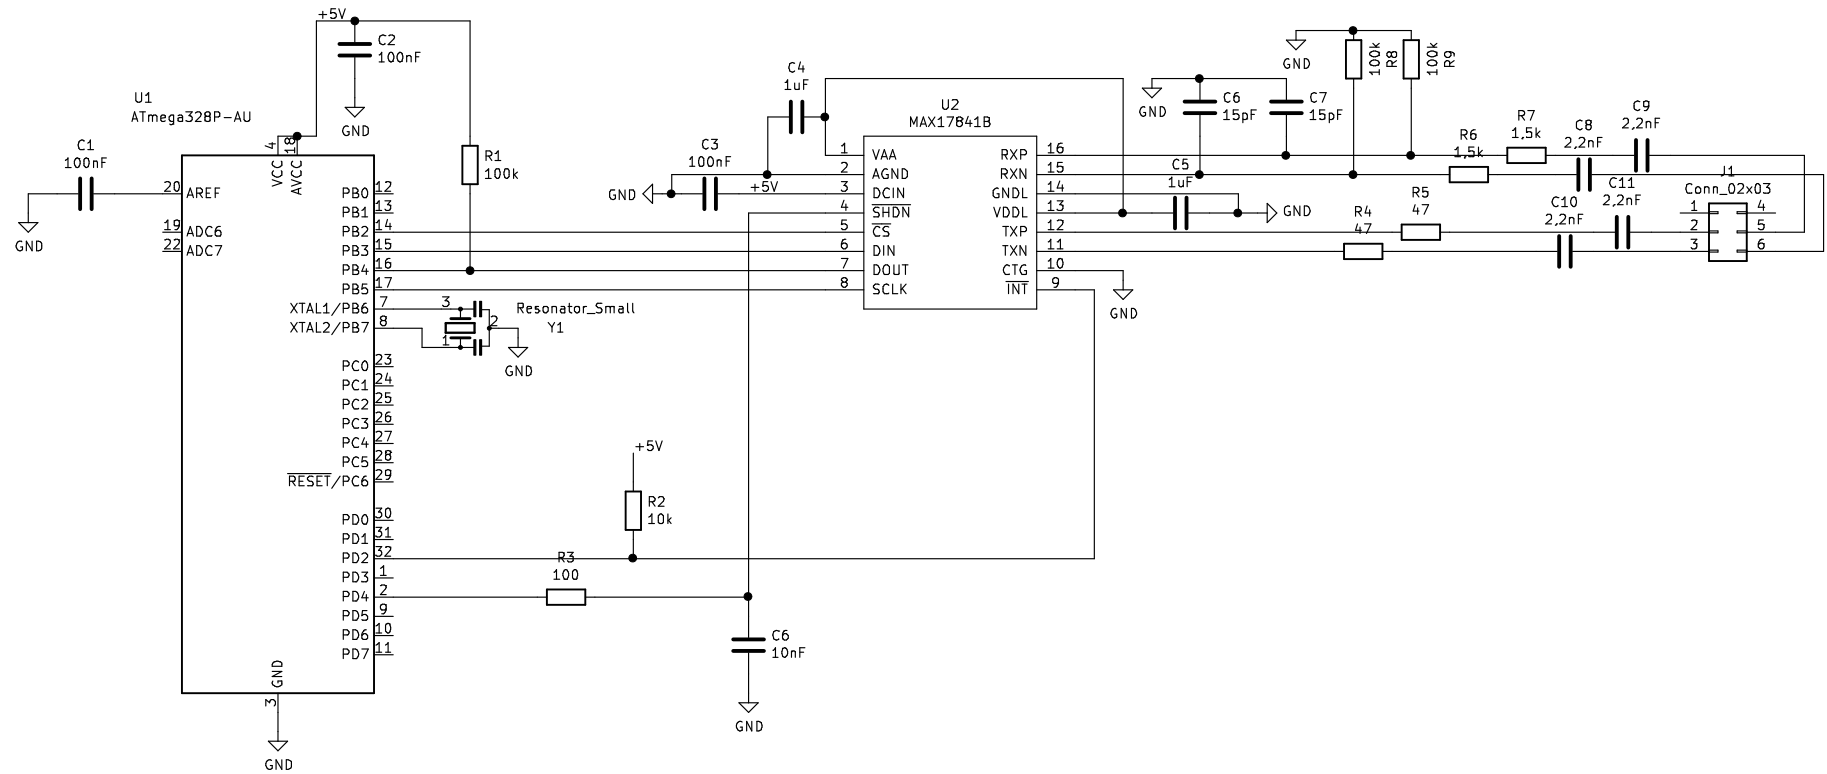 +5V
C2
100nF
GND
U1
ATmega328P-AU
C1
100nF
GND
4
18
VCC
AVCC
20
AREF
19
ADC6
22
ADC7
PB0
12
PB1
13
PB2
14
PB3
15
PB4
16
PB5
17
XTAL1/PB6
7
XTAL2/PB7
8
PC0
23
PC1
24
PC2
25
PC3
26
PC4
27
PC5
28
RESET/PC6
29
PD0
30
PD1
31
PD2
32
PD3
1
PD4
2
PD5
9
PD6
10
PD7
11
GND
3
GND
R1
100k
3
2
1
Resonator_Small
Y1
GND
+5V
R2
10k
R3
100
C6
10nF
GND
C4
1uF
C3
100nF
GND
+5V
U2
MAX17841B
1
VAA
2
AGND
3
DCIN
4
SHDN
5
CS
6
DIN
7
DOUT
8
SCLK
RXP
16
RXN
15
GNDL
14
VDDL
13
TXP
12
TXN
11
CTG
10
INT
9
GND
GND
C6
15pF
C7
15pF
C5
1uF
GND
GND
100k
R8
100k
R9
R6
1,5k
R7
1,5k
C8
2,2nF
C9
2,2nF
R4
47
R5
47
C10
2,2nF
C11
2,2nF
J1
Conn_02x03
1
4
2
5
3
6